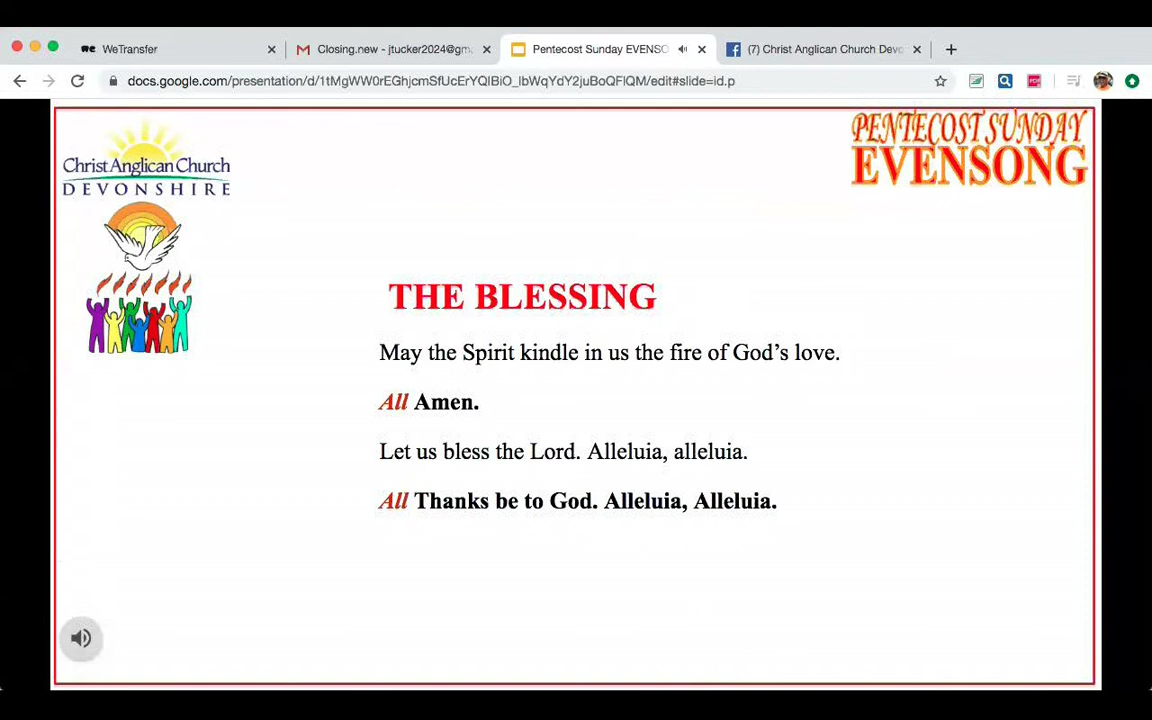 WeTransfer
Closing.new - jtucker2024@gm
Pentecost Sunday EVENSO
(7) Christ Anglican Church Devo
docs.google.com/presentation/d/1tMgWW0rEGhjcmSfUcErYQIBiO_lbWqYdY2juBoQFlQM/edit#slide=id.p
PENTECOST SUNDAY
EVENSONG
Christ Anglican Church
DEVONSHIRE
THE BLESSING
May the Spirit kindle in us the fire of God’s love.
All Amen.
Let us bless the Lord. Alleluia, alleluia.
All Thanks be to God. Alleluia, Alleluia.